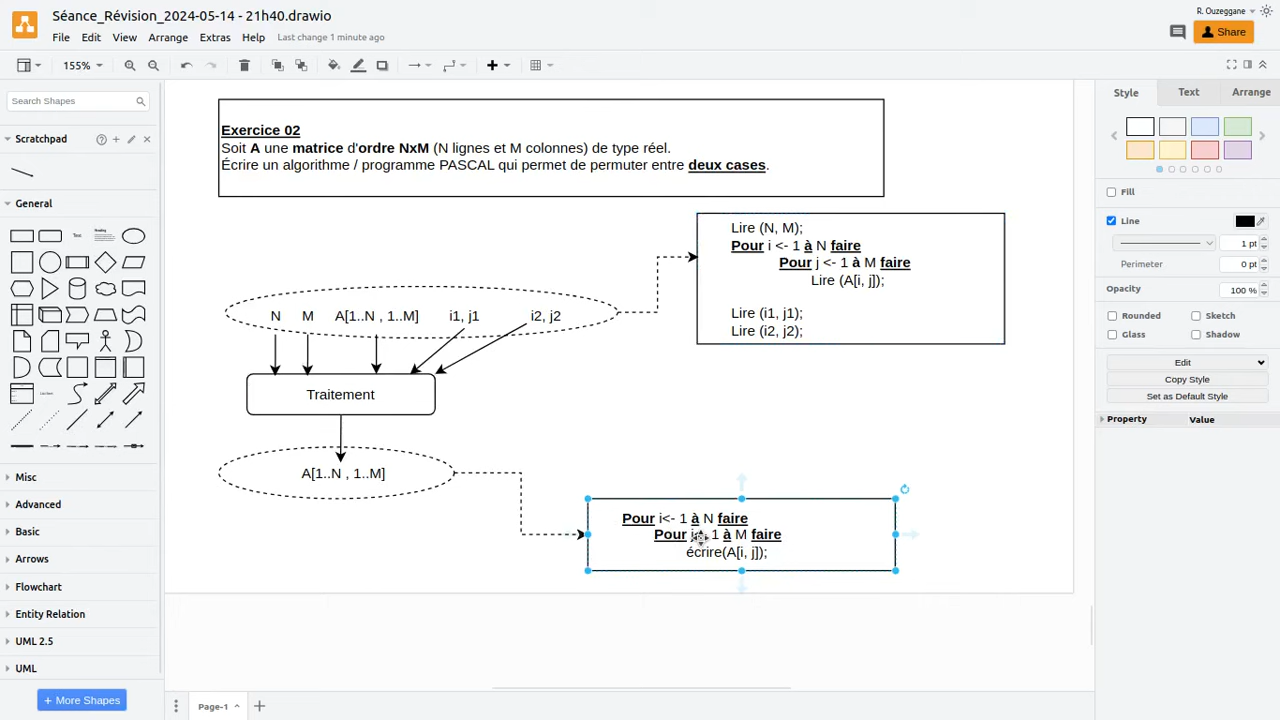 Séance_Révision_2024-05-14 - 21h40.drawio
R. Ouzeggane
File Edit View Arrange Extras Help Last change 1 minute ago
Share
155%
Search Shapes
Scratchpad
General
Text
Heading
List Item
Misc
Advanced
Basic
Arrows
Flowchart
Entity Relation
UML 2.5
UML
+ More Shapes
Exercice 02
Soit A une matrice d'ordre NxM (N lignes et M colonnes) de type réel.
Écrire un algorithme / programme PASCAL qui permet de permuter entre deux cases.
Lire (N, M);
Pour i <- 1 à N faire
Pour j <- 1 à M faire
Lire (A[i, j]);
Lire (i1, j1);
Lire (i2, j2);
N M A[1..N , 1..M] i1, j1 i2, j2
Traitement
A[1..N , 1..M]
Pour i<- 1 à N faire
Pour 1 à M faire
écrire(A[i, j]);
Page-1
Style Text Arrange
Fill
Line
1 pt
Perimeter
0 pt
Opacity
100 %
Rounded
Sketch
Glass
Shadow
Edit
Copy Style
Set as Default Style
Property Value